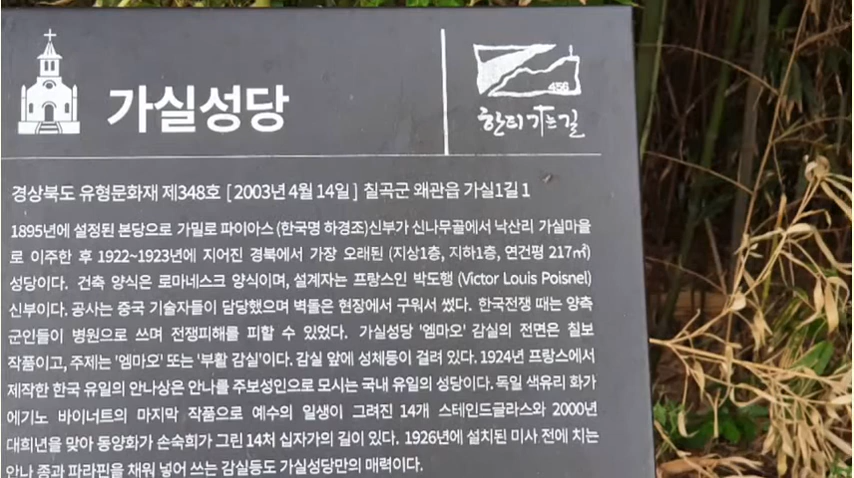 가실성당
456
한티가는길
경상북도 유형문화재 제348호 [ 2003년 4월 14일 ] 칠곡군 왜관읍 가실1길 1
1895년에 설정된 본당으로 가밀로 파이아스 (한국명 하경조)신부가 신나무골에서 낙산리 가실마을
로 이주한 후 1922~1923년에 지어진 경북에서 가장 오래된 (지상1층, 지하1층, 연건평 217㎡)
성당이다. 건축 양식은 로마네스크 양식이며, 설계자는 프랑스인 박도행 (Victor Louis Poisnel)
신부이다. 공사는 중국 기술자들이 담당했으며 벽돌은 현장에서 구워서 썼다. 한국전쟁 때는 양측
군인들이 병원으로 쓰며 전쟁피해를 피할 수 있었다. 가실성당 '엠마오' 감실의 전면은 칠보
작품이고, 주제는 '엠마오' 또는 '부활 감실'이다. 감실 앞에 성체등이 걸려 있다. 1924년 프랑스에서
제작한 한국 유일의 안나상은 안나를 주보성인으로 모시는 국내 유일의 성당이다. 독일 색유리 화가
에기노 바이너트의 마지막 작품으로 예수의 일생이 그려진 14개 스테인드글라스와 2000년
대희년을 맞아 동양화가 손숙희가 그린 14처 십자가의 길이 있다. 1926년에 설치된 미사 전에 치는
안나 종과 파라핀을 채워 넣어 쓰는 감실등도 가실성당만의 매력이다.